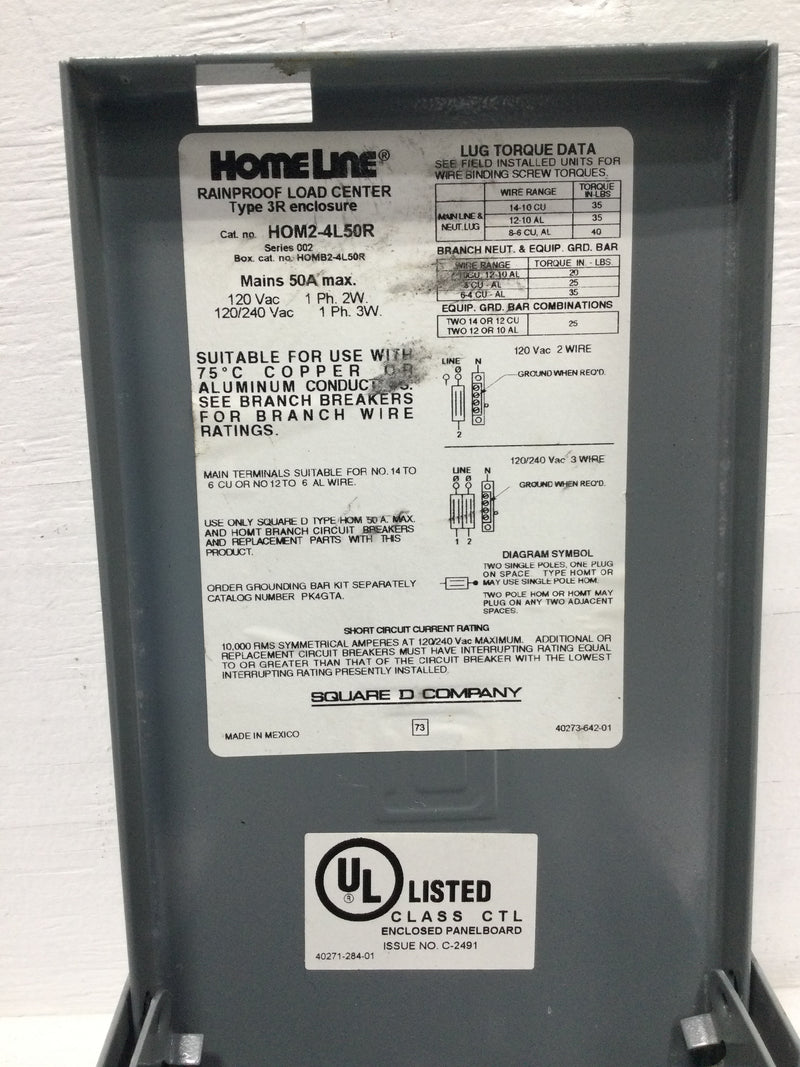 HOMELINE®
RAINPROOF LOAD CENTER
Type 3R enclosure
Cat. no. HOM2-4L50R
Series 002
Box. cat. no. HOMB2-4L50R
Mains 50A max.
120 Vac 1 Ph. 2W.
120/240 Vac 1 Ph. 3W.
SUITABLE FOR USE WITH
75°C COPPER OR
ALUMINUM
SEE BRANCH BREAKERS
FOR BRANCH WIRE
RATINGS.
MAIN TERMINALS SUITABLE FOR NO. 14 TO
6 CU OR NO 12 TO 6 AL WIRE.
USE ONLY SQUARE D TYPE HOM 50 A. MAX.
AND HOMT BRANCH CIRCUIT BREAKERS
AND REPLACEMENT PARTS WITH THIS
PRODUCT.
ORDER GROUNDING BAR KIT SEPARATELY
CATALOG NUMBER PK4GTA.
LUG TORQUE DATA
SEE FIELD INSTALLED UNITS FOR
WIRE BINDING SCREW TORQUES.
WIRE RANGE TORQUE IN-LBS
MAIN LINE & NEUT. LUG
14-10 CU 35
12-10 AL 35
8-6 CU, AL 40
BRANCH NEUT. & EQUIP. GRD. BAR
WIRE RANGE TORQUE IN. - LBS.
12-10 AL 20
CU - AL 25
6-4 CU - AL 35
EQUIP. GRD. BAR COMBINATIONS
TWO 14 OR 12 CU 25
TWO 12 OR 10 AL
120 Vac 2 WIRE
LINE N
GROUND WHEN REQ'D.
2
120/240 Vac 3 WIRE
LINE N
GROUND WHEN REQ'D.
1 2
DIAGRAM SYMBOL
TWO SINGLE POLES, ONE PLUG
ON SPACE. TYPE HOMT OR
MAY USE SINGLE POLE HOM.
TWO POLE HOM OR HOMT MAY
PLUG ON ANY TWO ADJACENT
SPACES.
SHORT CIRCUIT CURRENT RATING
10,000 RMS SYMMETRICAL AMPERES AT 120/240 Vac MAXIMUM. ADDITIONAL OR
REPLACEMENT CIRCUIT BREAKERS MUST HAVE INTERRUPTING RATING EQUAL
TO OR GREATER THAN THAT OF THE CIRCUIT BREAKER WITH THE LOWEST
INTERRUPTING RATING PRESENTLY INSTALLED.
SQUARE D COMPANY
MADE IN MEXICO 73 40273-642-01
UL ® LISTED
CLASS CTL
ENCLOSED PANELBOARD
ISSUE NO. C-2491
40271-284-01